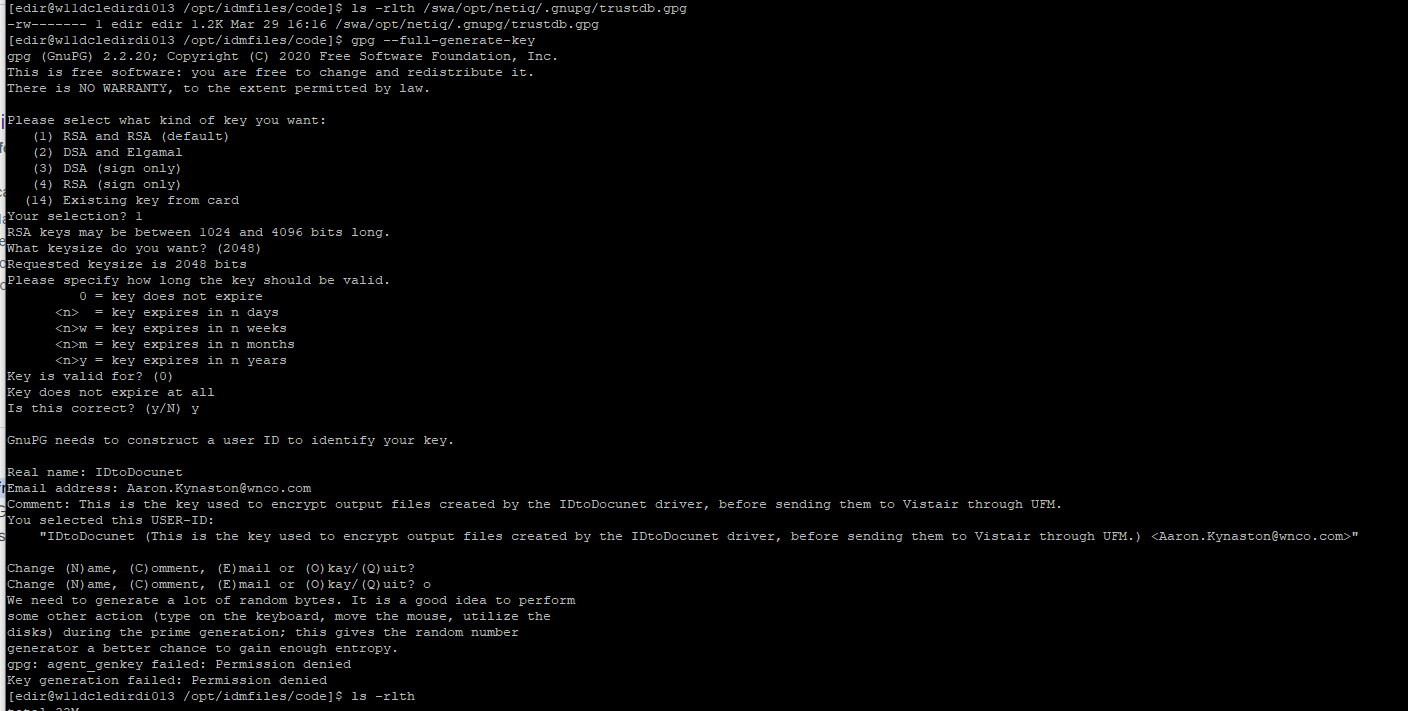 [edir@w11dcledirdi013 /opt/idmfiles/code]$ ls -rlth /swa/opt/netiq/.gnupg/trustdb.gpg
-rw------- 1 edir edir 1.2K Mar 29 16:16 /swa/opt/netiq/.gnupg/trustdb.gpg
[edir@w11dcledirdi013 /opt/idmfiles/code]$ gpg --full-generate-key
gpg (GnuPG) 2.2.20; Copyright (C) 2020 Free Software Foundation, Inc.
This is free software: you are free to change and redistribute it.
There is NO WARRANTY, to the extent permitted by law.
Please select what kind of key you want:
(1) RSA and RSA (default)
(2) DSA and Elgamal
(3) DSA (sign only)
(4) RSA (sign only)
(14) Existing key from card
Your selection? 1
RSA keys may be between 1024 and 4096 bits long.
What keysize do you want? (2048)
Requested keysize is 2048 bits
Please specify how long the key should be valid.
0 = key does not expire
<n>  = key expires in n days
<n>w = key expires in n weeks
<n>m = key expires in n months
<n>y = key expires in n years
Key is valid for? (0)
Key does not expire at all
Is this correct? (y/N) y
GnuPG needs to construct a user ID to identify your key.
Real name: IDtoDocunet
Email address: Aaron.Kynaston@wnco.com
Comment: This is the key used to encrypt output files created by the IDtoDocunet driver, before sending them to Vistair through UFM.
You selected this USER-ID:
"IDtoDocunet (This is the key used to encrypt output files created by the IDtoDocunet driver, before sending them to Vistair through UFM.) <Aaron.Kynaston@wnco.com>"
Change (N)ame, (C)omment, (E)mail or (O)kay/(Q)uit?
Change (N)ame, (C)omment, (E)mail or (O)kay/(Q)uit? o
We need to generate a lot of random bytes. It is a good idea to perform
some other action (type on the keyboard, move the mouse, utilize the
disks) during the prime generation; this gives the random number
generator a better chance to gain enough entropy.
gpg: agent_genkey failed: Permission denied
Key generation failed: Permission denied
[edir@w11dcledirdi013 /opt/idmfiles/code]$ ls -rlth